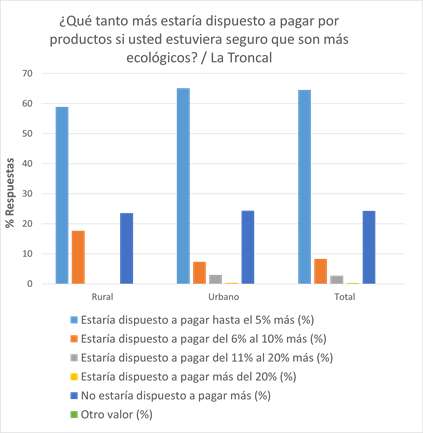 ¿Qué tanto más estaría dispuesto a pagar por
productos si usted estuviera seguro que son más
ecológicos? / La Troncal
70
60
50
40
30
20
10
0
% Respuestas
Rural
Urbano
Total
Estaría dispuesto a pagar hasta el 5% más (%)
Estaría dispuesto a pagar del 6% al 10% más (%)
Estaría dispuesto a pagar del 11% al 20% más (%)
Estaría dispuesto a pagar más del 20% (%)
No estaría dispuesto a pagar más (%)
Otro valor (%)